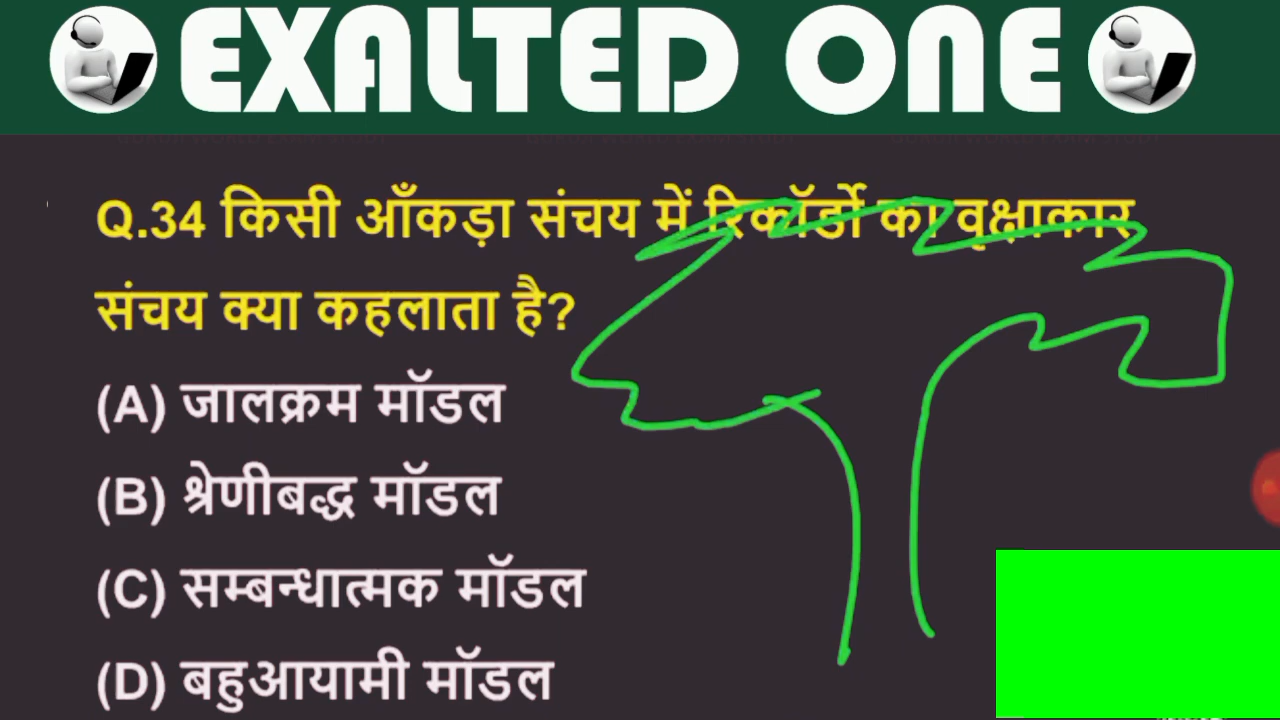 EXALTED ONE
Q.34 किसी आँकड़ा संचय में रिकॉर्डो का वृक्षाकार
संचय क्या कहलाता है?
(A) जालक्रम मॉडल
(B) श्रेणीबद्ध मॉडल
(C) सम्बन्धात्मक मॉडल
(D) बहुआयामी मॉडल